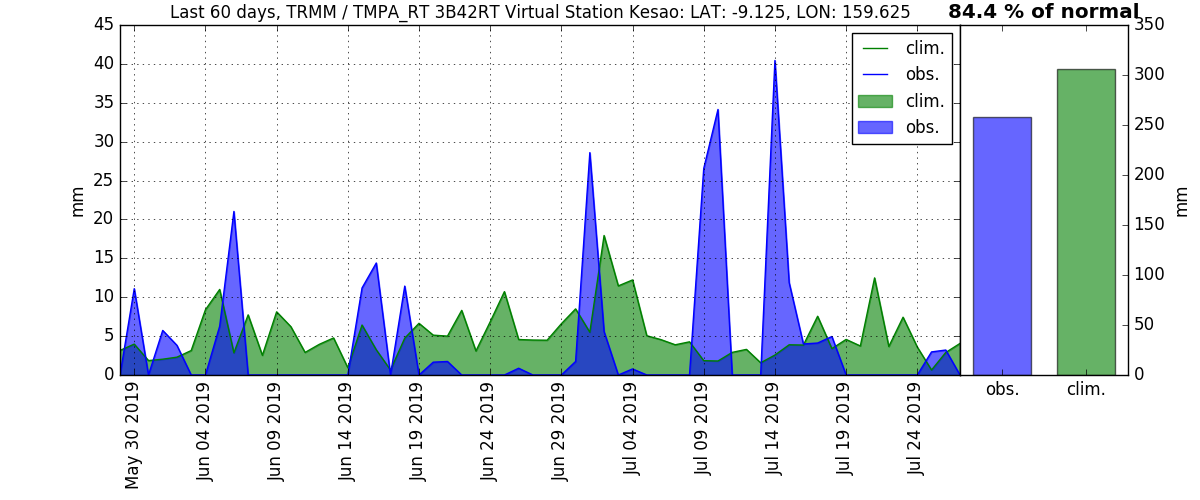 Last 60 days, TRMM / TMPA_RT 3B42RT Virtual Station Kesao: LAT: -9.125, LON: 159.625
84.4 % of normal
45
40
35
30
25
20
15
10
5
0
mm
clim.
obs.
clim.
obs.
350
300
250
200
150
100
50
0
mm
May 30 2019
Jun 04 2019
Jun 09 2019
Jun 14 2019
Jun 19 2019
Jun 24 2019
Jun 29 2019
Jul 04 2019
Jul 09 2019
Jul 14 2019
Jul 19 2019
Jul 24 2019
obs.
clim.